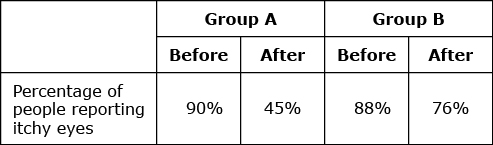 Group A Group B
Before After Before After
Percentage of
people reporting
itchy eyes
90% 45% 88% 76%